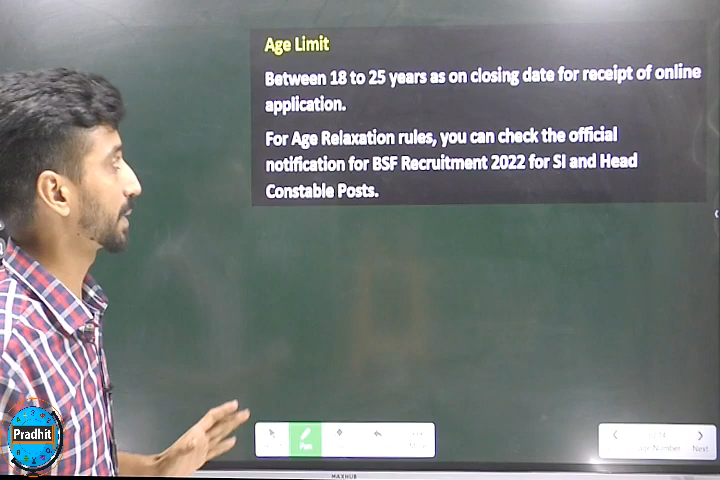 Age Limit
Between 18 to 25 years as on closing date for receipt of online
application.
For Age Relaxation rules, you can check the official
notification for BSF Recruitment 2022 for SI and Head
Constable Posts.
Pradhit
Pen
Number
Next
MAXHUB